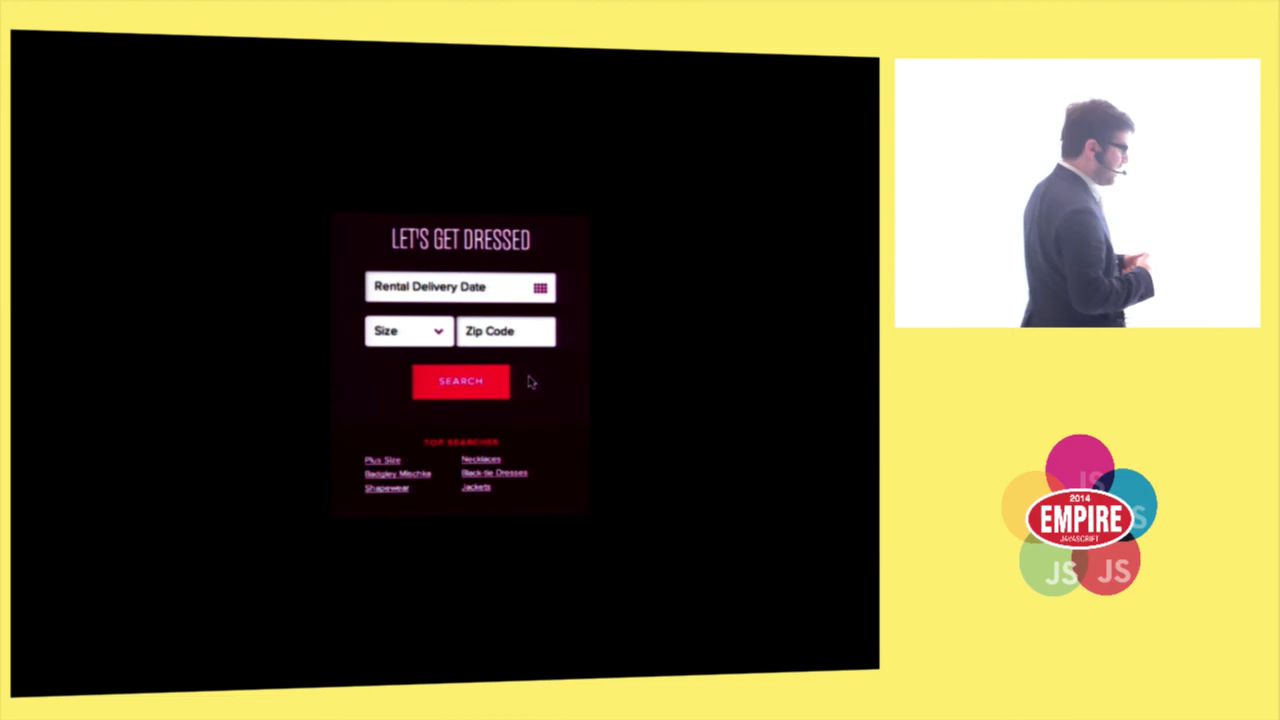 LET'S GET DRESSED
Rental Delivery Date
Size
Zip Code
SEARCH
TOP SEARCHES
Plus Size
Necklaces
Badgley Mischka
Black-tie Dresses
Shapewear
Jackets
JS
2014
EMPIRE
JAVASCRIPT
S
JS
JS